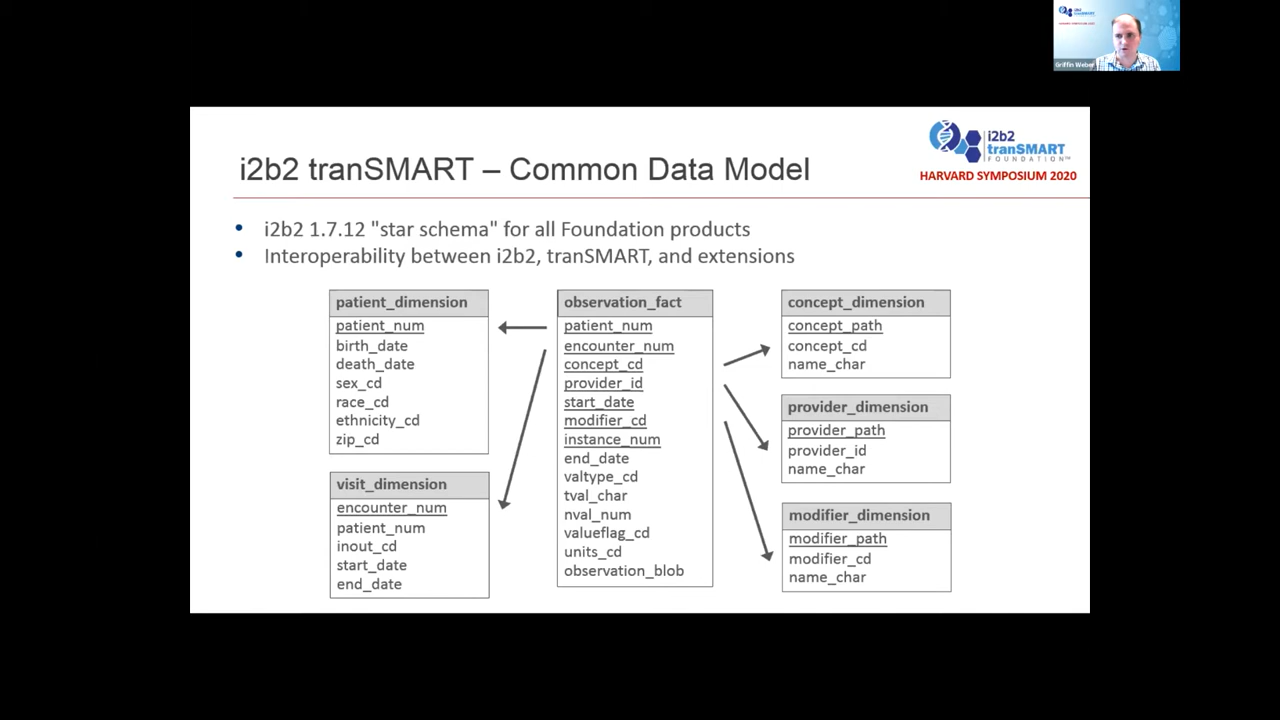 Griffin Weber
i2b2 tranSMART – Common Data Model
i2b2
tranSMART
FOUNDATION™
HARVARD SYMPOSIUM 2020
• i2b2 1.7.12 "star schema" for all Foundation products
• Interoperability between i2b2, tranSMART, and extensions
patient_dimension
patient_num
birth_date
death_date
sex_cd
race_cd
ethnicity_cd
zip_cd
visit_dimension
encounter_num
patient_num
inout_cd
start_date
end_date
observation_fact
patient_num
encounter_num
concept_cd
provider_id
start_date
modifier_cd
instance_num
end_date
valtype_cd
tval_char
nval_num
valueflag_cd
units_cd
observation_blob
concept_dimension
concept_path
concept_cd
name_char
provider_dimension
provider_path
provider_id
name_char
modifier_dimension
modifier_path
modifier_cd
name_char